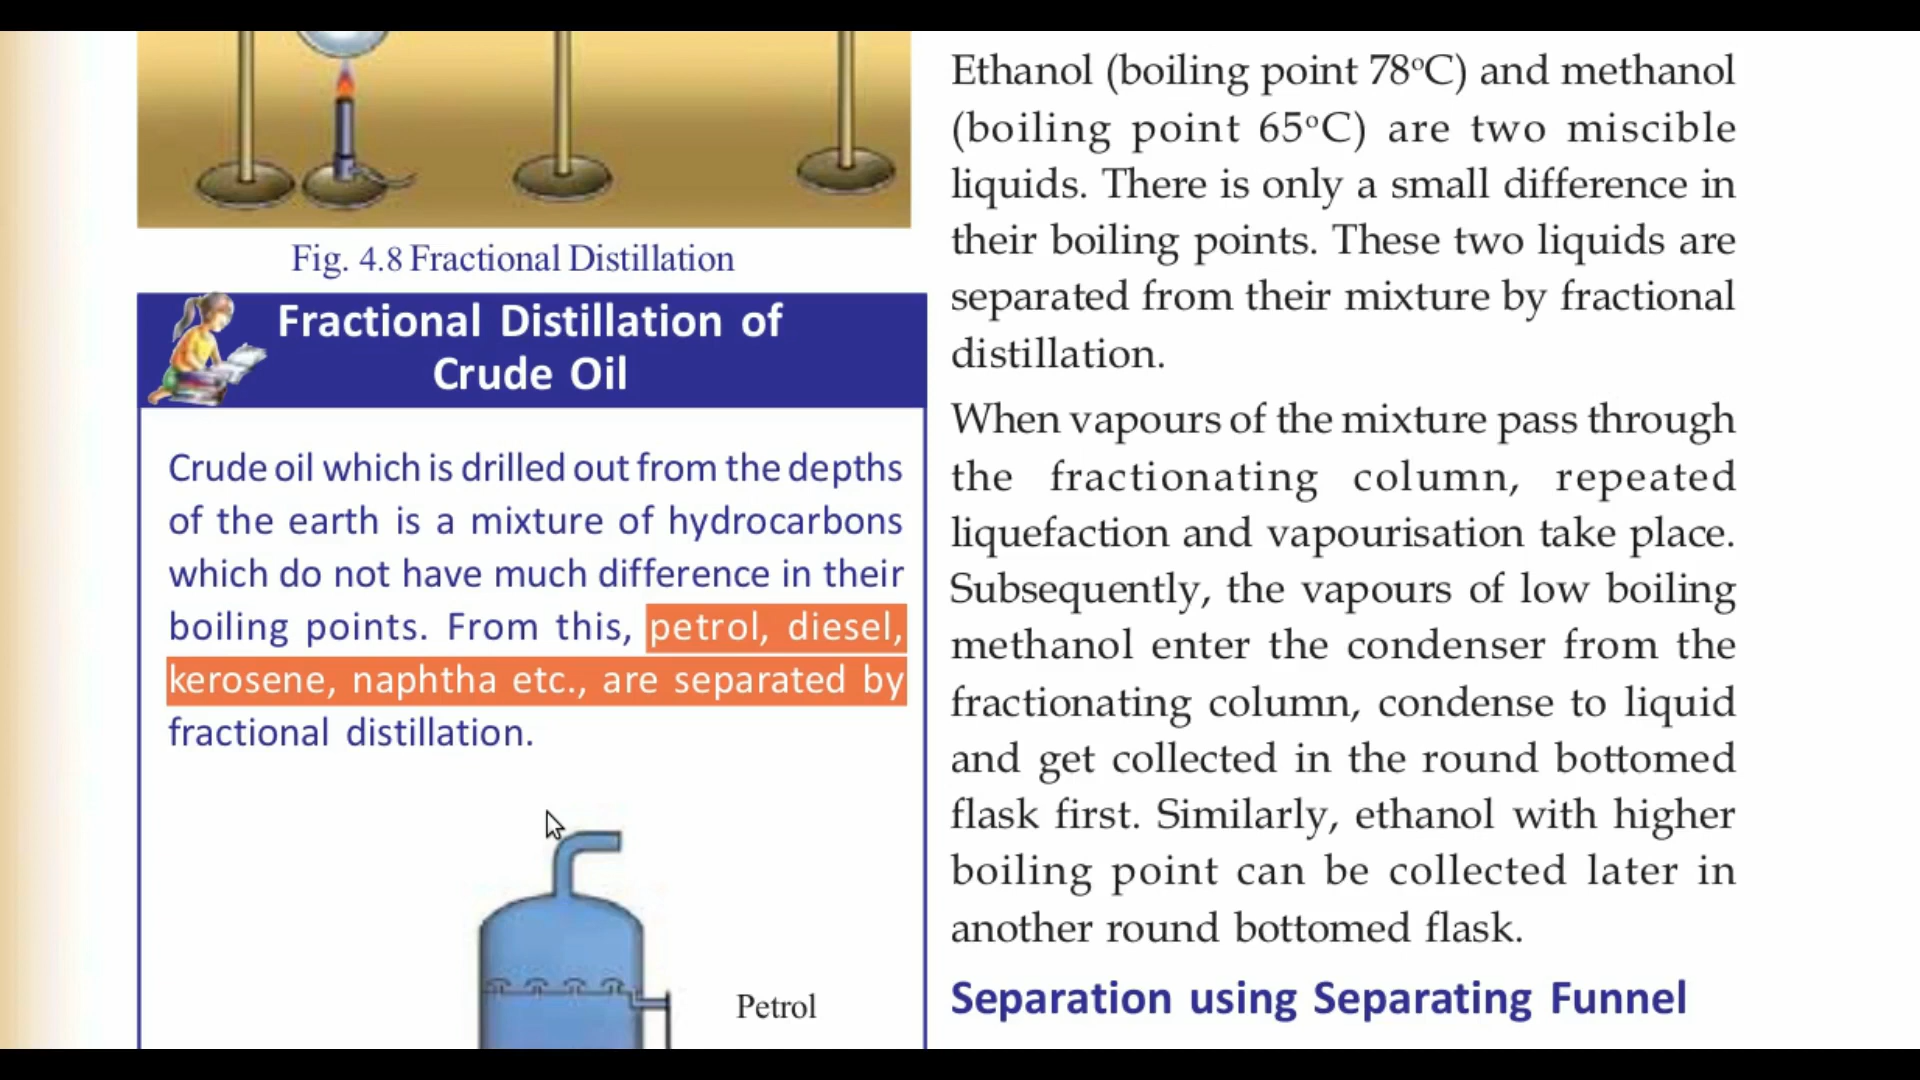 Fig. 4.8 Fractional Distillation
Fractional Distillation of
Crude Oil
Crude oil which is drilled out from the depths
of the earth is a mixture of hydrocarbons
which do not have much difference in their
boiling points. From this, petrol, diesel,
kerosene, naphtha etc., are separated by
fractional distillation.
Petrol
Ethanol (boiling point 78°C) and methanol
(boiling point 65°C) are two miscible
liquids. There is only a small difference in
their boiling points. These two liquids are
separated from their mixture by fractional
distillation.
When vapours of the mixture pass through
the fractionating column, repeated
liquefaction and vapourisation take place.
Subsequently, the vapours of low boiling
methanol enter the condenser from the
fractionating column, condense to liquid
and get collected in the round bottomed
flask first. Similarly, ethanol with higher
boiling point can be collected later in
another round bottomed flask.
Separation using Separating Funnel